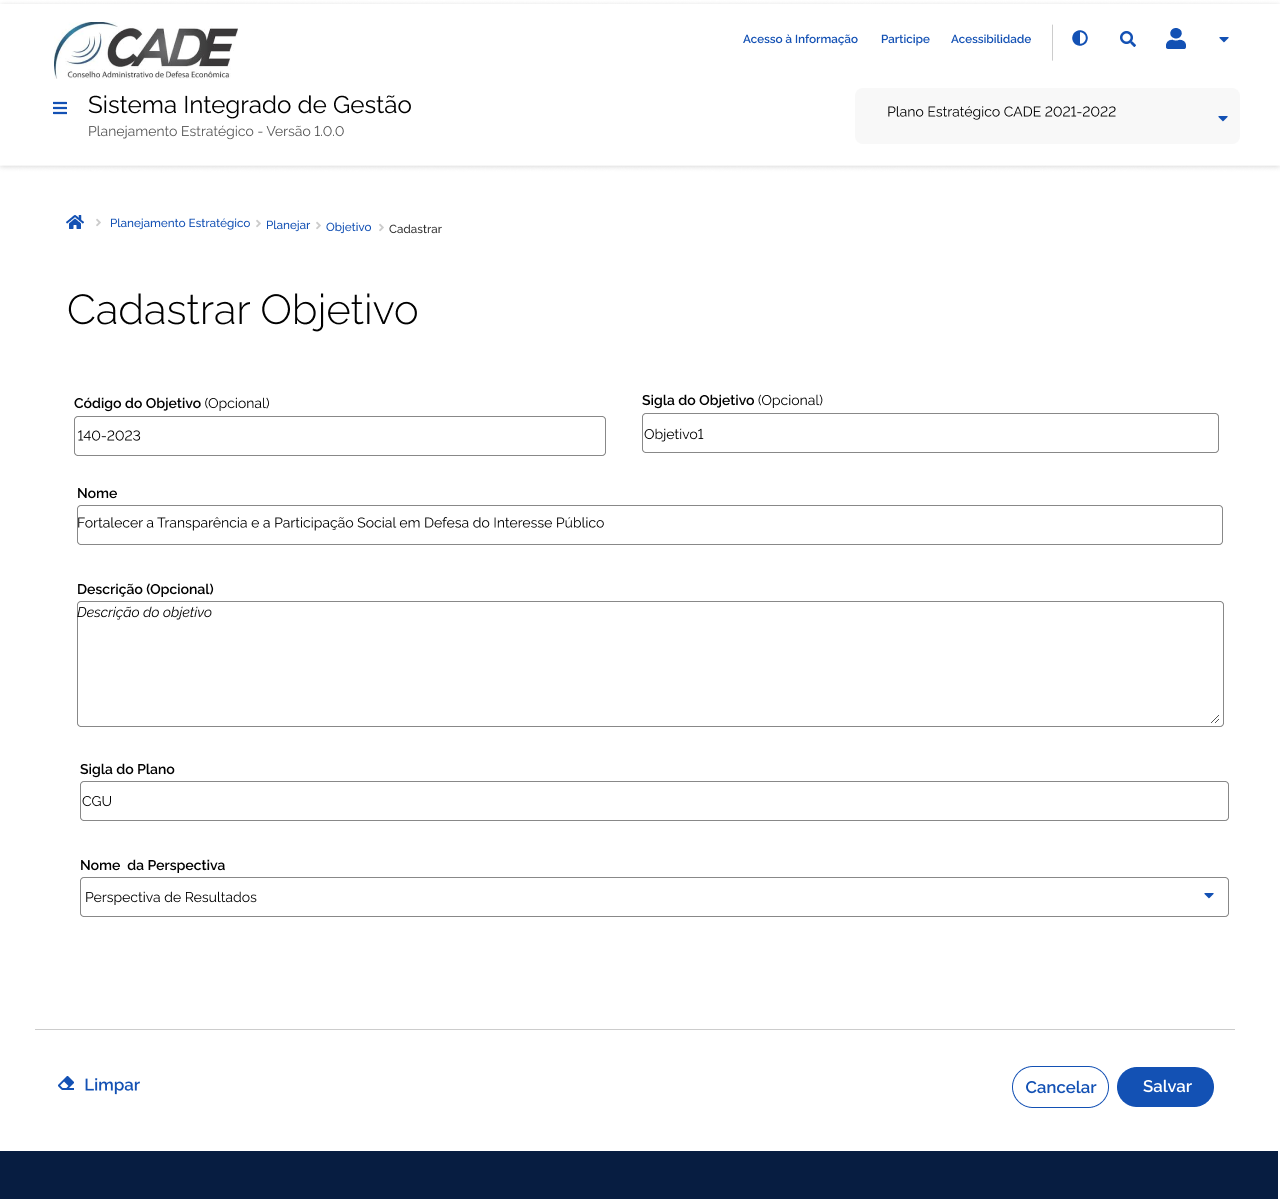 CADE
Conselho Administrativo de Defesa Econômica
Acesso à Informação Participe Acessibilidade
Sistema Integrado de Gestão
Planejamento Estratégico - Versão 1.0.0
Plano Estratégico CADE 2021-2022
Planejamento Estratégico Planejar Objetivo Cadastrar
Cadastrar Objetivo
Código do Objetivo (Opcional)
140-2023
Sigla do Objetivo (Opcional)
Objetivo1
Nome
Fortalecer a Transparência e a Participação Social em Defesa do Interesse Público
Descrição (Opcional)
Descrição do objetivo
Sigla do Plano
CGU
Nome da Perspectiva
Perspectiva de Resultados
Limpar
Cancelar Salvar